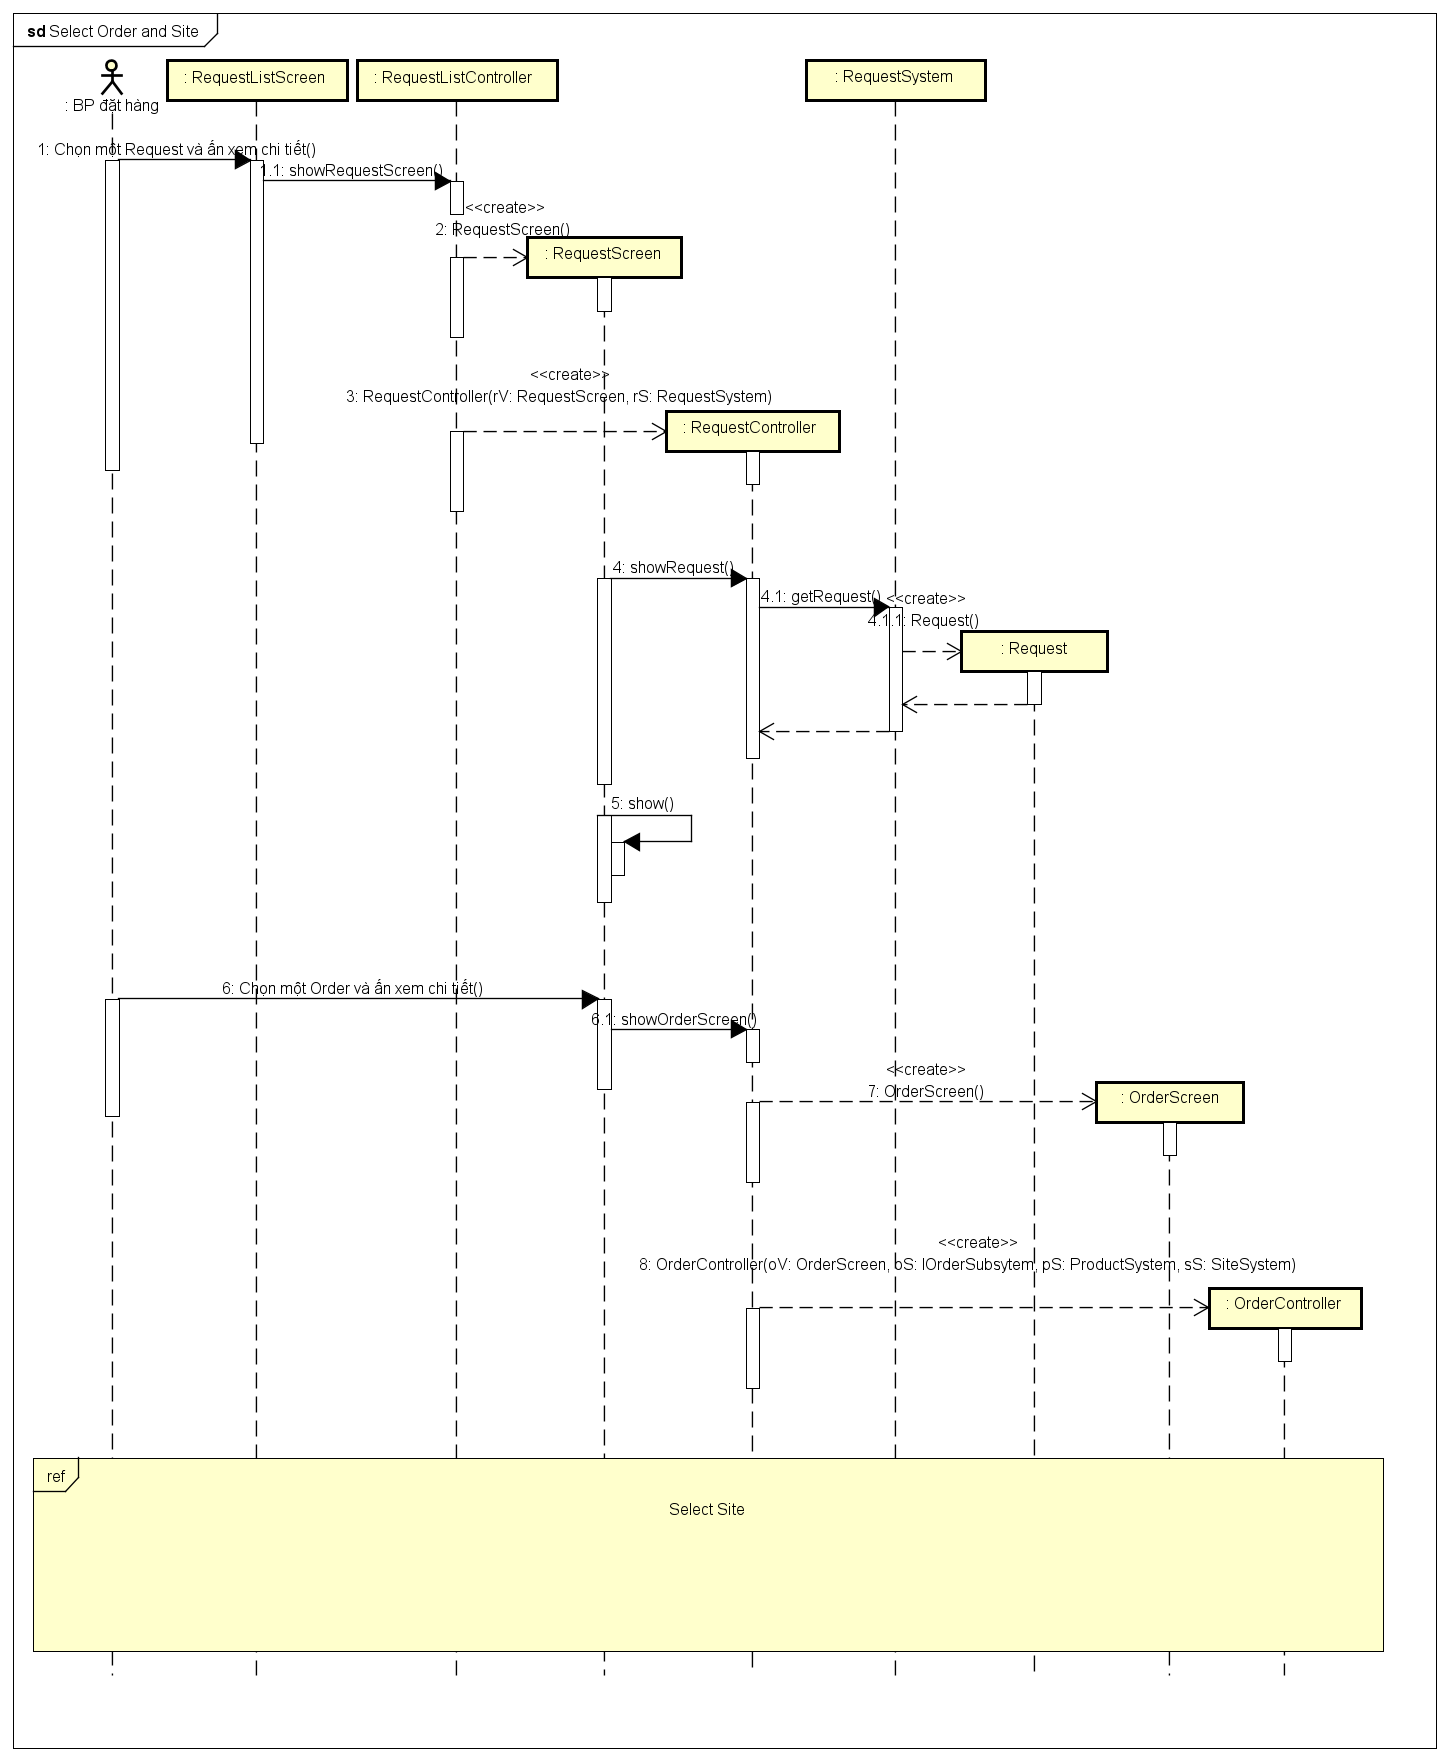 sd Select Order and Site
: BP đặt hàng
: RequestListScreen
: RequestListController
: RequestSystem
1: Chọn một Request và ấn xem chi tiết()
1.1: showRequestScreen()
<<create>>
2: RequestScreen()
: RequestScreen
<<create>>
3: RequestController(rV: RequestScreen, rS: RequestSystem)
: RequestController
4: showRequest()
4.1: getRequest()
<<create>>
4.1.1: Request()
: Request
5: show()
6: Chọn một Order và ấn xem chi tiết()
6.1: showOrderScreen()
<<create>>
7: OrderScreen()
: OrderScreen
<<create>>
8: OrderController(oV: OrderScreen, oS: IOrderSubsytem, pS: ProductSystem, sS: SiteSystem)
: OrderController
ref
Select Site